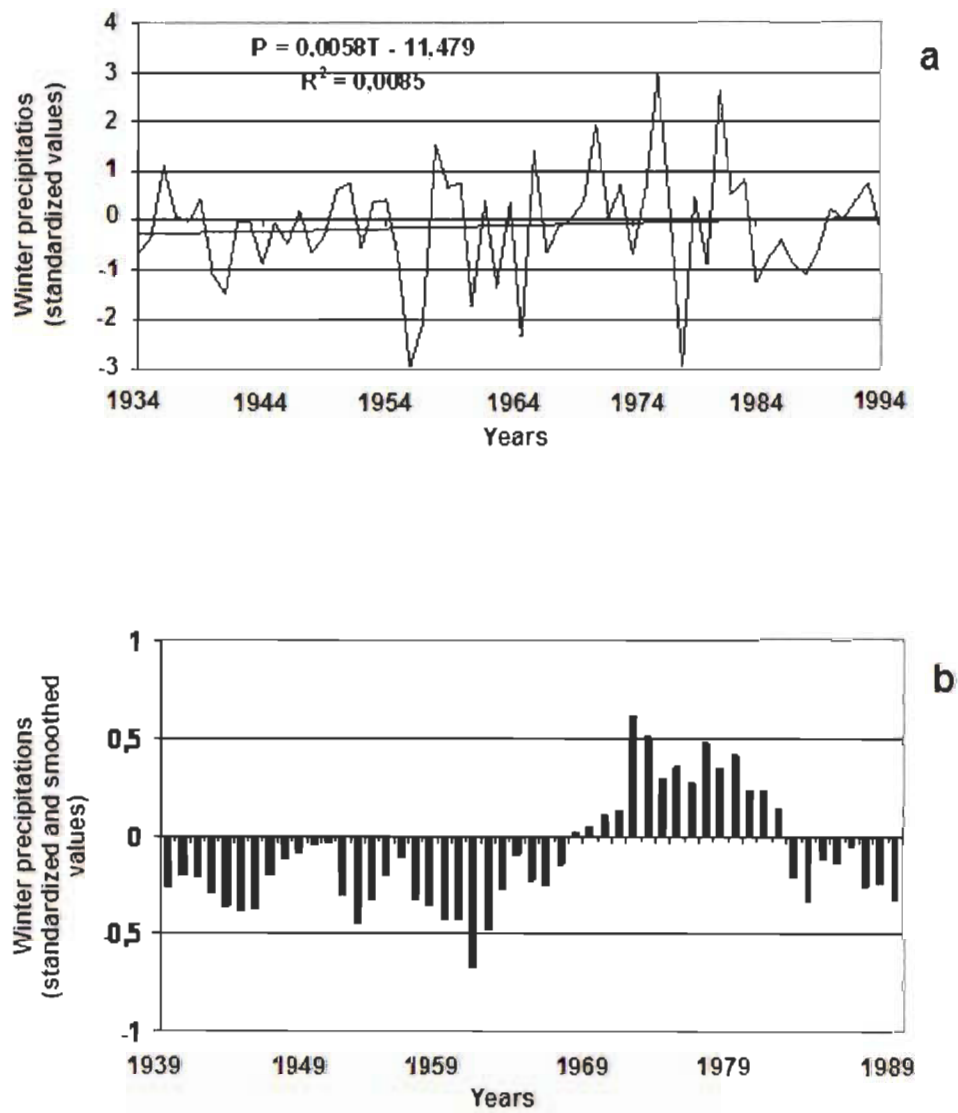 a
P = 0,0058T - 11,479
R² = 0,0085
Winter precipitatios
(standardized values)
4
3
2
1
0
-1
-2
-3
1934 1944 1954 1964 1974 1984 1994
Years
b
Winter precipitations
(standardized and smoothed
values)
1
0,5
0
-0,5
-1
1939 1949 1959 1969 1979 1989
Years